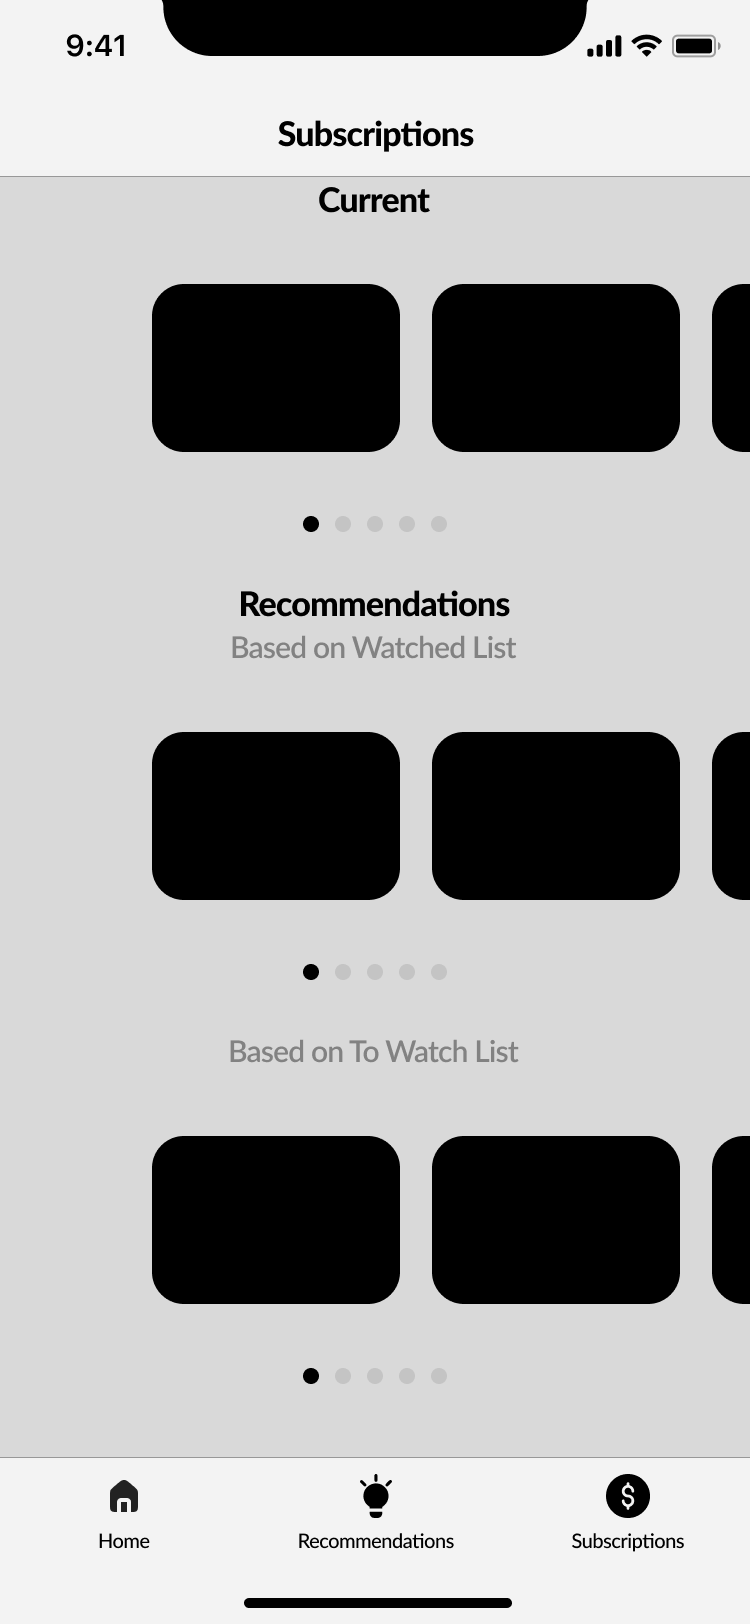 9:41
Subscriptions
Current
Recommendations
Based on Watched List
Based on To Watch List
Home
Recommendations
$
Subscriptions